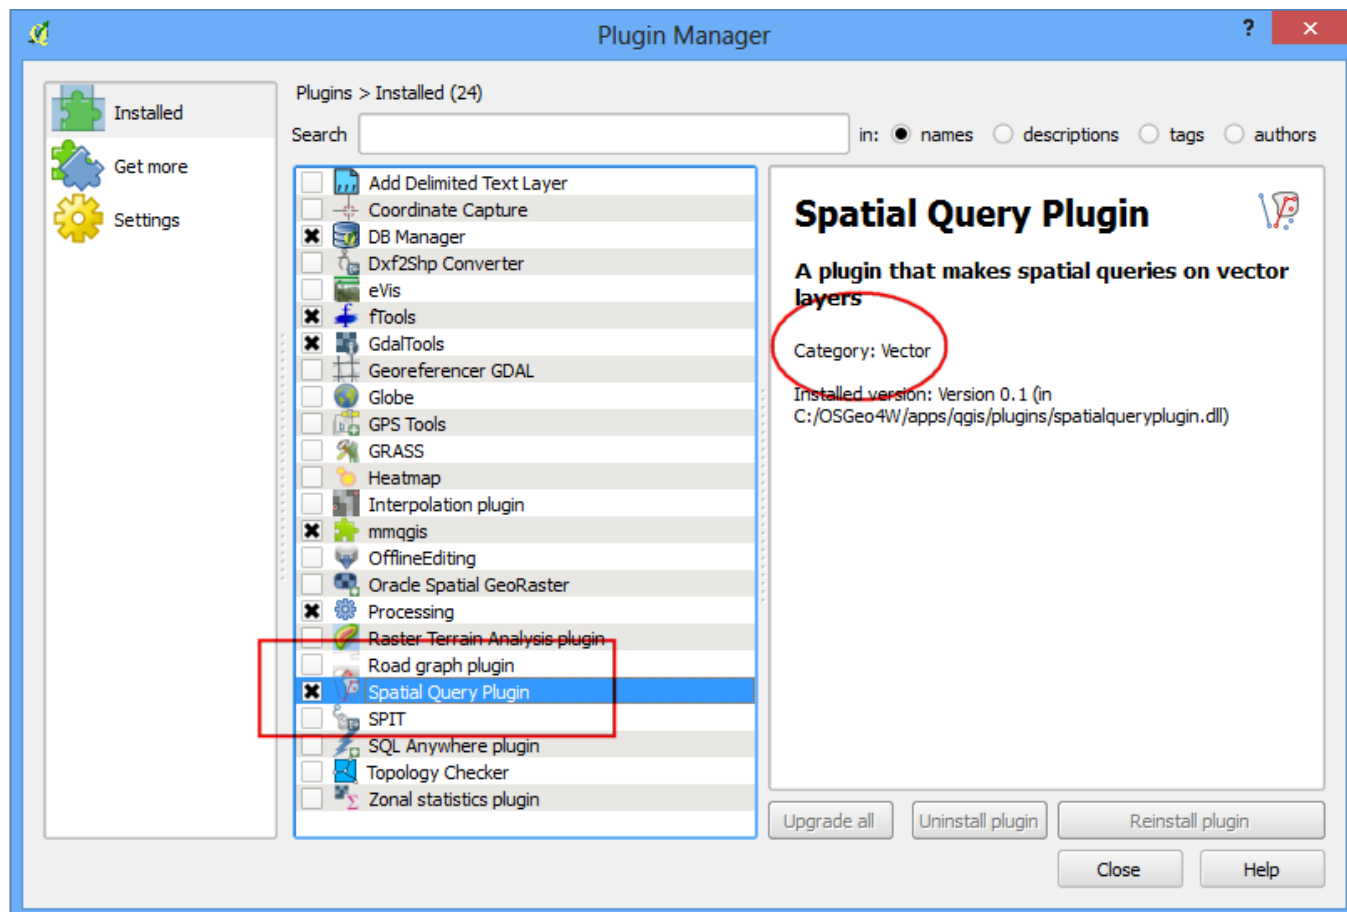 Plugin Manager
?
Installed
Get more
Settings
Plugins > Installed (24)
Search in: names descriptions tags authors
Add Delimited Text Layer
Coordinate Capture
DB Manager
Dxf2Shp Converter
eVis
fTools
GdalTools
Georeferencer GDAL
Globe
GPS Tools
GRASS
Heatmap
Interpolation plugin
mmqgis
OfflineEditing
Oracle Spatial GeoRaster
Processing
Raster Terrain Analysis plugin
Road graph plugin
Spatial Query Plugin
SPIT
SQL Anywhere plugin
Topology Checker
Zonal statistics plugin
Spatial Query Plugin
A plugin that makes spatial queries on vector
layers
Category: Vector
Installed version: Version 0.1 (in
C:/OSGeo4W/apps/qgis/plugins/spatialqueryplugin.dll)
Upgrade all Uninstall plugin Reinstall plugin
Close Help